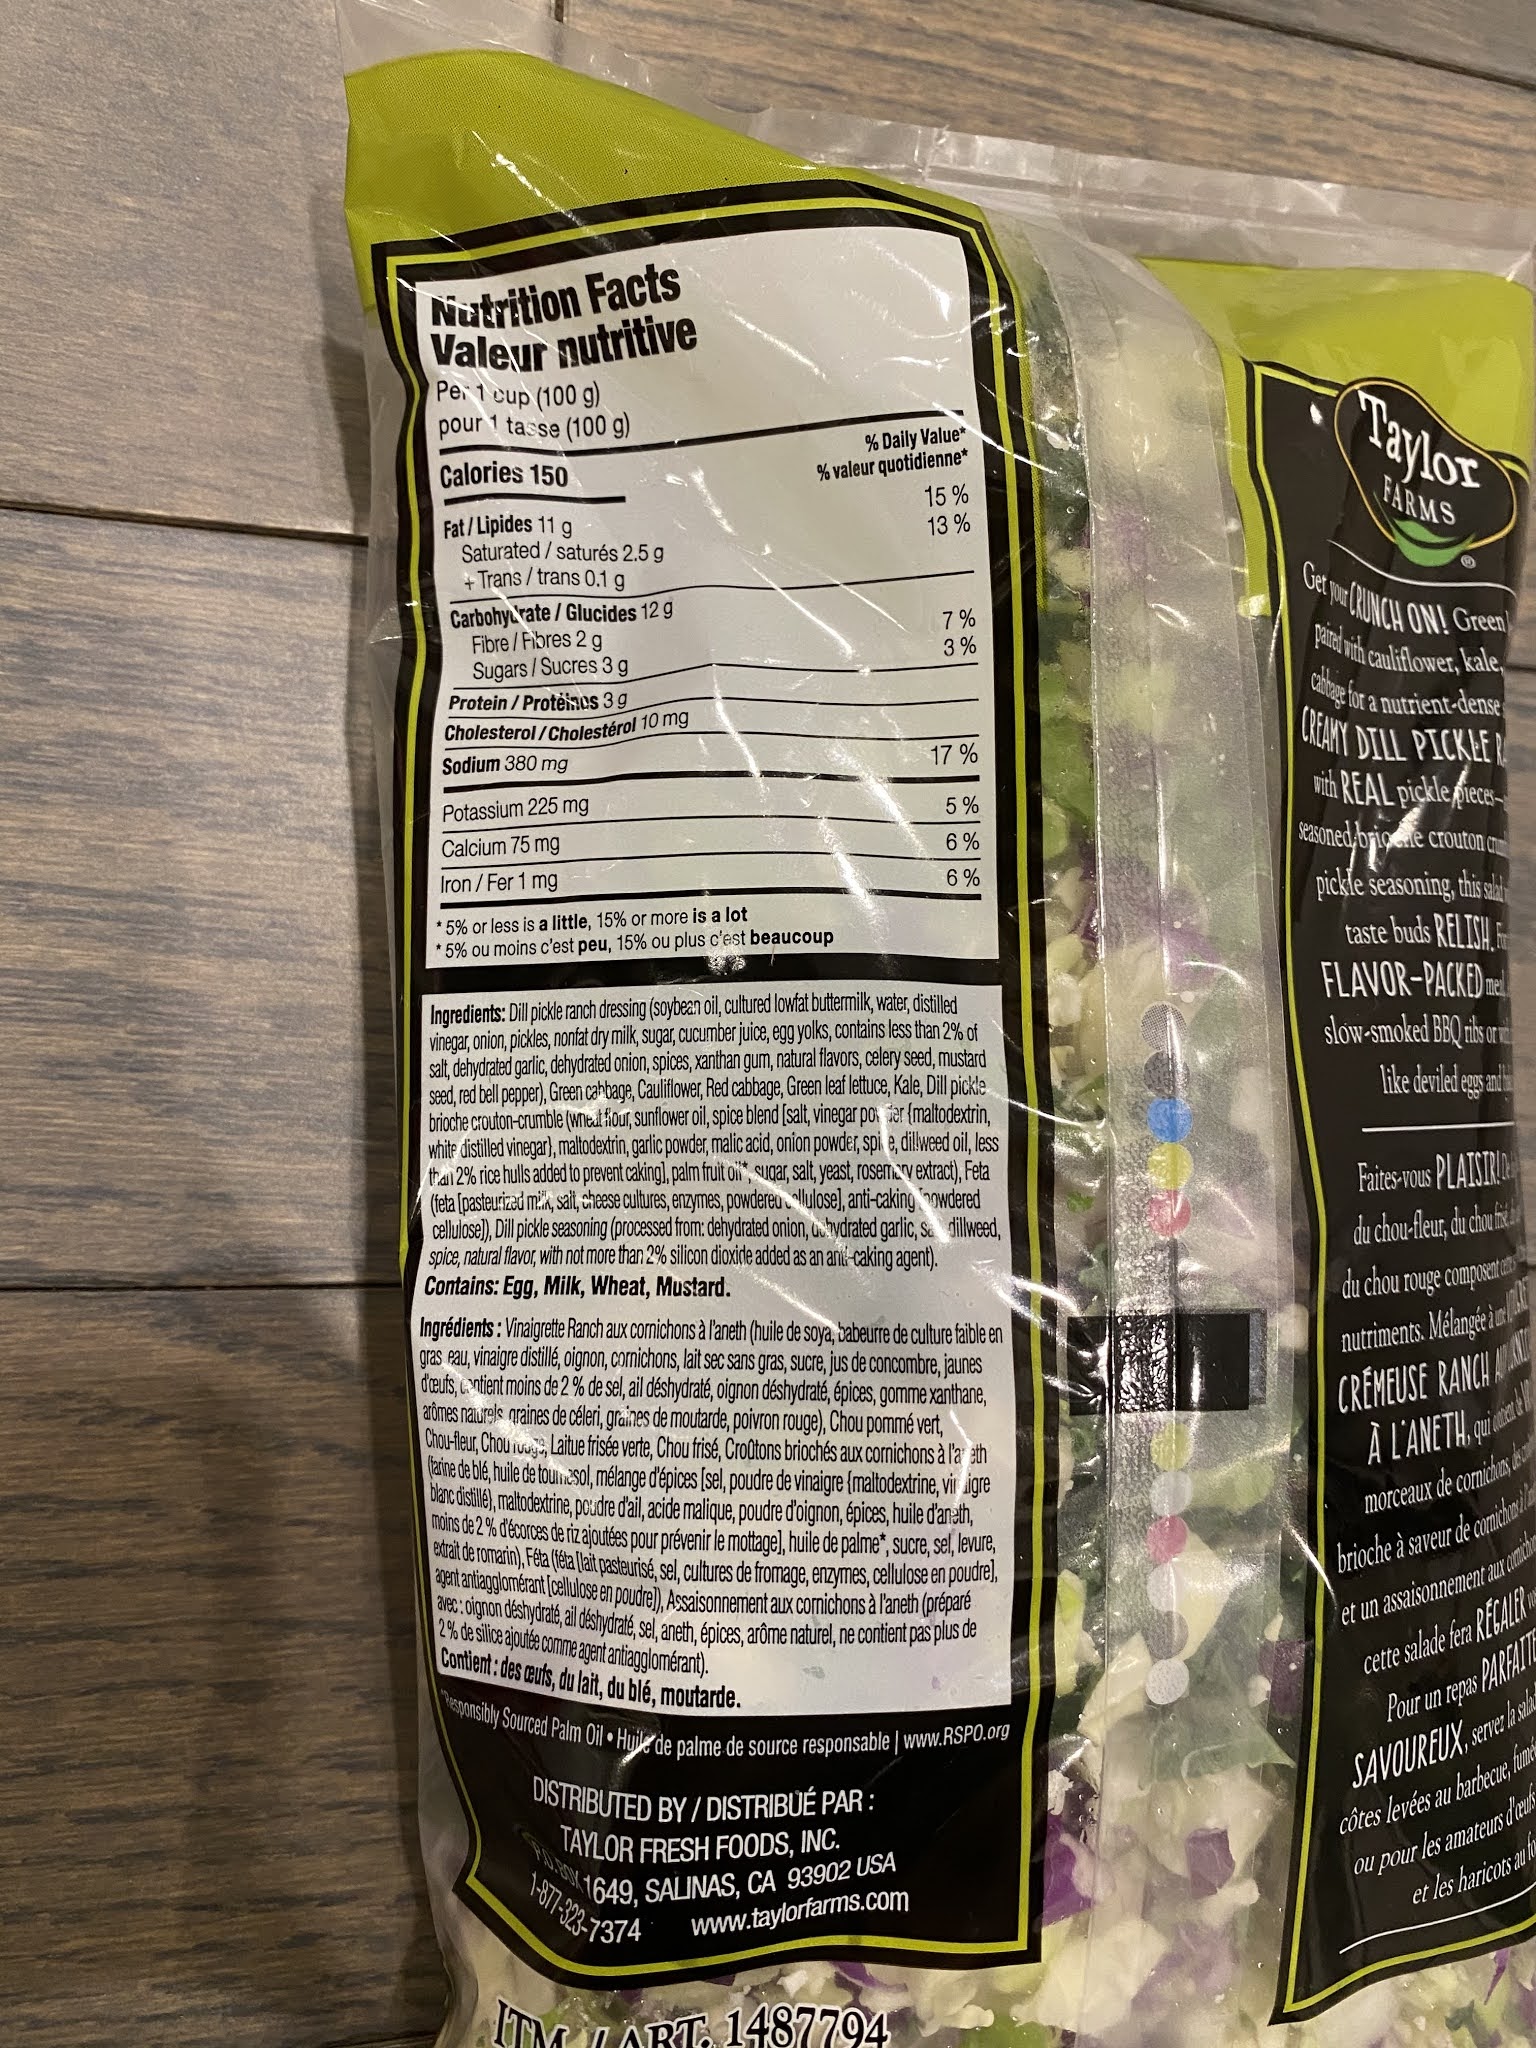 Nutrition Facts
Valeur nutritive
Per 1 cup (100 g)
pour 1 tasse (100 g)
% Daily Value*
% valeur quotidienne*
Calories 150
Fat / Lipides 11 g 15 %
Saturated / saturés 2.5 g 13 %
+ Trans / trans 0.1 g
Carbohydrate / Glucides 12 g
Fibre / Fibres 2 g 7 %
Sugars / Sucres 3 g 3 %
Protein / Protéines 3 g
Cholesterol / Cholestérol 10 mg
Sodium 380 mg 17 %
Potassium 225 mg 5 %
Calcium 75 mg 6 %
Iron / Fer 1 mg 6 %
* 5% or less is a little, 15% or more is a lot
* 5% ou moins c'est peu, 15% ou plus c'est beaucoup
Ingredients: Dill pickle ranch dressing (soybean oil, cultured lowfat buttermilk, water, distilled
vinegar, onion, pickles, nonfat dry milk, sugar, cucumber juice, egg yolks, contains less than 2% of
salt, dehydrated garlic, dehydrated onion, spices, xanthan gum, natural flavors, celery seed, mustard
seed, red bell pepper), Green cabbage, Cauliflower, Red cabbage, Green leaf lettuce, Kale, Dill pickle
brioche crouton-crumble (wheat flour, sunflower oil, spice blend [salt, vinegar powder {maltodextrin,
white distilled vinegar}, maltodextrin, garlic powder, malic acid, onion powder, spice, dillweed oil, less
than 2% rice hulls added to prevent caking], palm fruit oil*, sugar, salt, yeast, rosemary extract), Feta
(feta [pasteurized milk, salt, cheese cultures, enzymes, powdered cellulose], anti-caking [powdered
cellulose]), Dill pickle seasoning (processed from: dehydrated onion, dehydrated garlic, salt, dillweed,
spice, natural flavor, with not more than 2% silicon dioxide added as an anti-caking agent).
Contains: Egg, Milk, Wheat, Mustard.
Ingrédients : Vinaigrette Ranch aux cornichons à l'aneth (huile de soya, babeurre de culture faible en
gras, eau, vinaigre distillé, oignon, cornichons, lait sec sans gras, sucre, jus de concombre, jaunes
d'œufs, contient moins de 2 % de sel, ail déshydraté, oignon déshydraté, épices, gomme xanthane,
arômes naturels, graines de céleri, graines de moutarde, poivron rouge), Chou pommé vert,
Chou-fleur, Chou rouge, Laitue frisée verte, Chou frisé, Croûtons briochés aux cornichons à l'aneth
(farine de blé, huile de tournesol, mélange d'épices [sel, poudre de vinaigre {maltodextrine, vinaigre
blanc distillé), maltodextrine, poudre d'ail, acide malique, poudre d'oignon, épices, huile d'aneth,
moins de 2 % d'écorces de riz ajoutées pour prévenir le mottage], huile de palme*, sucre, sel, levure,
extrait de romarin), Féta (féta [lait pasteurisé, sel, cultures de fromage, enzymes, cellulose en poudre],
agent antiagglomérant [cellulose en poudre]), Assaisonnement aux cornichons à l'aneth (préparé
avec : oignon déshydraté, ail déshydraté, sel, aneth, épices, arôme naturel, ne contient pas plus de
2 % de silice ajoutée comme agent antiagglomérant).
Contient : des œufs, du lait, du blé, moutarde.
*Responsibly Sourced Palm Oil • Huile de palme de source responsable | www.RSPO.org
DISTRIBUTED BY / DISTRIBUÉ PAR :
TAYLOR FRESH FOODS, INC.
P.O. BOX 1649, SALINAS, CA 93902 USA
1-877-323-7374 www.taylorfarms.com
ITM. / ART. 1487794
Taylor
FARMS
Get your CRUNCH ON! Green
paired with cauliflower, kale,
cabbage for a nutrient-dense
CREAMY DILL PICKLE
with REAL pickle pieces—
seasoned brioche crouton
pickle seasoning, this salad
taste buds RELISH.
FLAVOR-PACKED
slow-smoked BBQ ribs or
like deviled eggs and
Faites-vous PLAISIR!
du chou-fleur, du chou frisé,
du chou rouge composent
nutriments. Mélangée à
CRÉMEUSE RANCH
À L'ANETH, qui
morceaux de cornichons,
brioche à saveur de cornichons
et un assaisonnement aux
cette salade fera RÉGALER
Pour un repas PARFAIT
SAVOUREUX, servez la
côtes levées au barbecue,
ou pour les amateurs d'œufs
et les haricots au